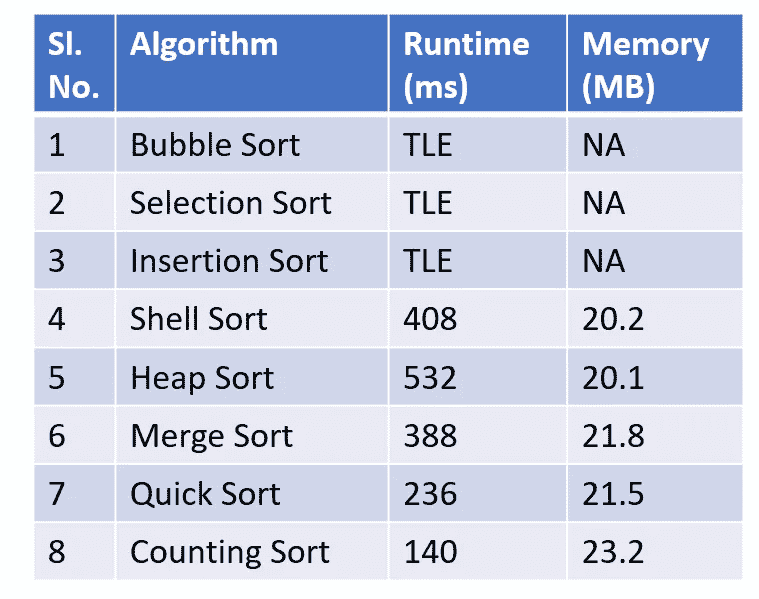 Sl. No. Algorithm Runtime (ms) Memory (MB)
1 Bubble Sort TLE NA
2 Selection Sort TLE NA
3 Insertion Sort TLE NA
4 Shell Sort 408 20.2
5 Heap Sort 532 20.1
6 Merge Sort 388 21.8
7 Quick Sort 236 21.5
8 Counting Sort 140 23.2